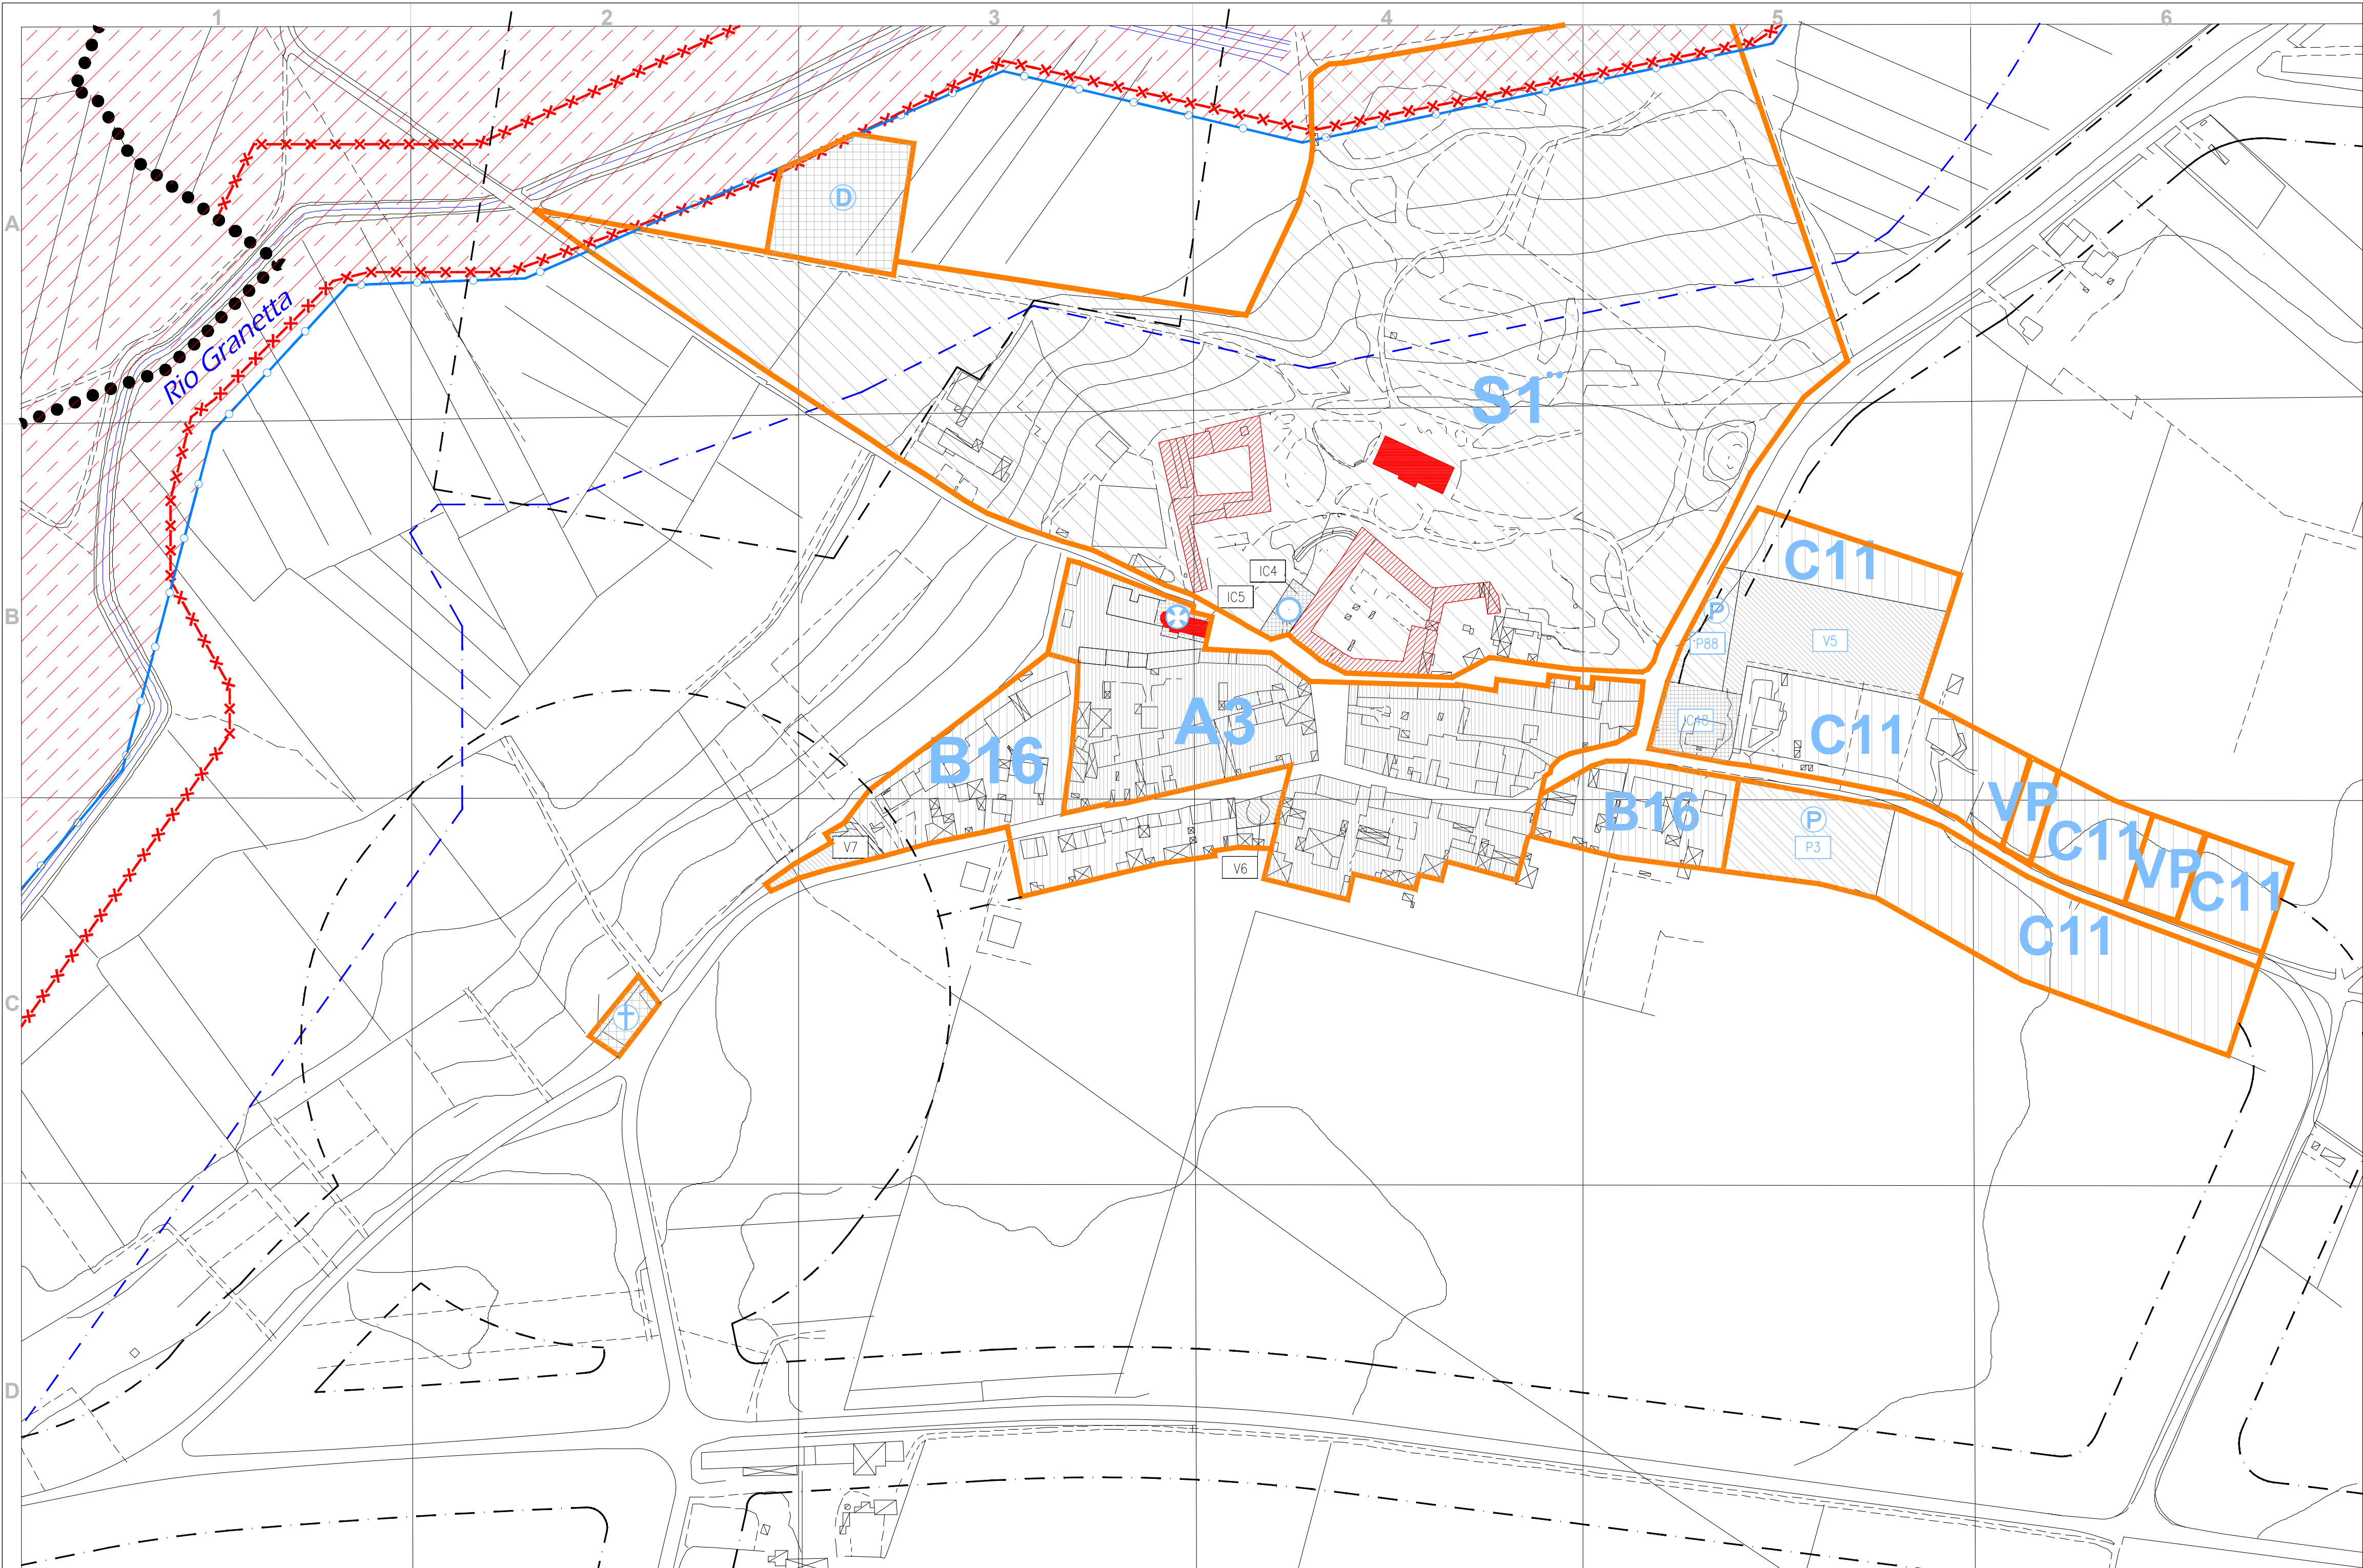 1 2 3 4 5 6
A
D
Rio Granetta
S1¨
B
C11
IC4
IC5
P
P88
V5
A3
IC48
C11
B16
VP
B16
C11
P
P3
V7
V6
VP
C11
C11
C
D